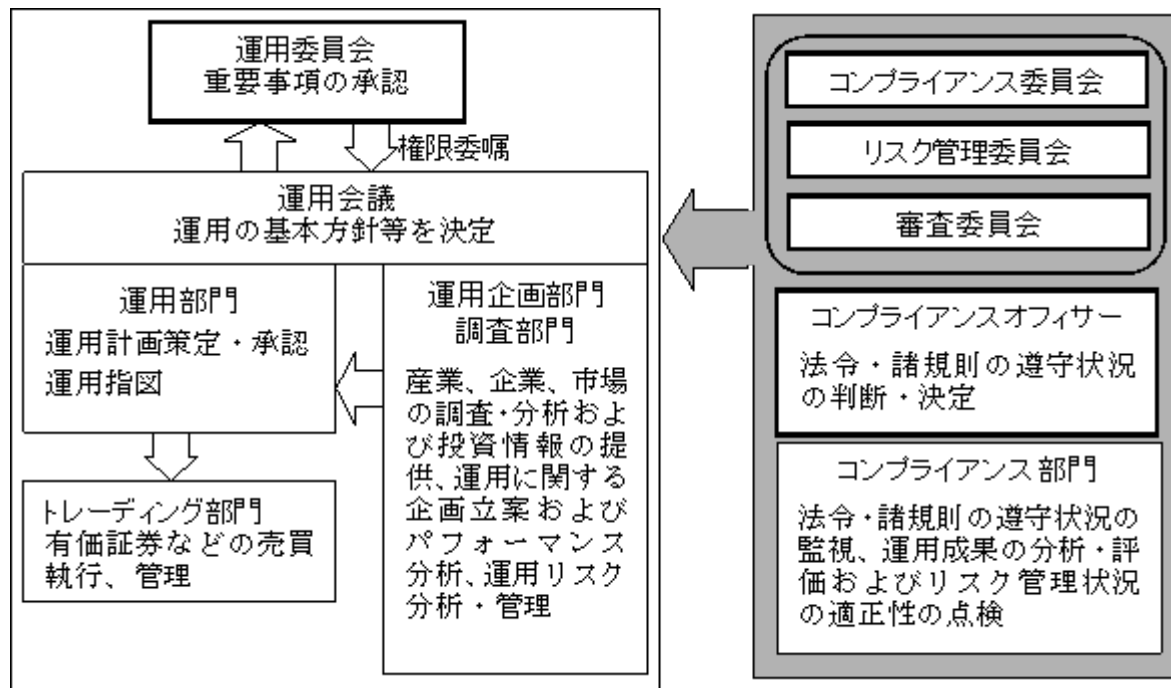 運用委員会
重要事項の承認
権限委嘱
運用会議
運用の基本方針等を決定
運用部門
運用計画策定・承認
運用指図
運用企画部門
調査部門
産業、企業、市場
の調査・分析およ
び投資情報の提
供、運用に関する
企画立案および
パフォーマンス
分析、運用リスク
分析・管理
トレーディング部門
有価証券などの売買
執行、管理
コンプライアンス委員会
リスク管理委員会
審査委員会
コンプライアンスオフィサー
法令・諸規則の遵守状況
の判断・決定
コンプライアンス部門
法令・諸規則の遵守状況の
監視、運用成果の分析・評
価およびリスク管理状況
の適正性の点検